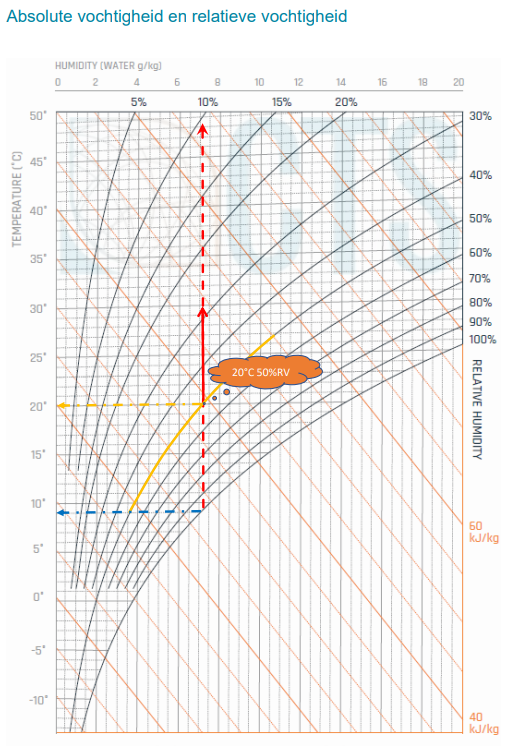 Absolute vochtigheid en relatieve vochtigheid
HUMIDITY (WATER g/kg)
0 2 4 6 8 10 12 14 16 18 20
5% 10% 15% 20%
30%
40%
50%
60%
70%
80%
90%
100%
TEMPERATURE (°C)
50°
45°
40°
35°
30°
25°
20°
15°
10°
5°
0°
-5°
-10°
20°C 50%RV
RELATIVE HUMIDITY
60
kJ/kg
40
kJ/kg